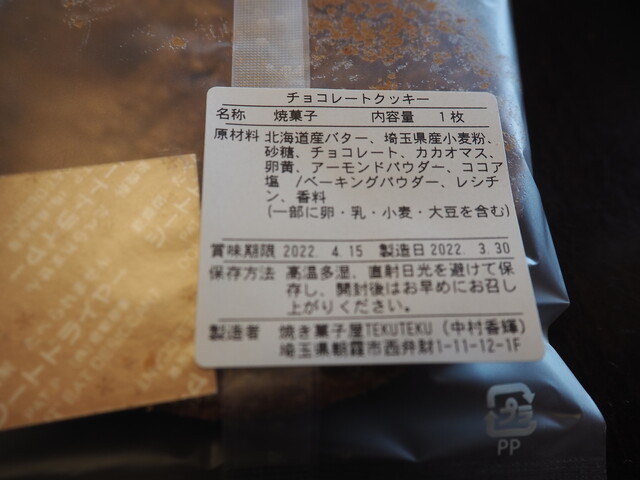 チョコレートクッキー
名称　焼菓子　内容量　1枚
原材料 北海道産バター、埼玉県産小麦粉、
砂糖、チョコレート、カカオマス、
卵黄、アーモンドパウダー、ココア
塩　/ベーキングパウダー、レシチ
ン、香料
(一部に卵・乳・小麦・大豆を含む)
賞味期限 2022. 4.15 製造日 2022. 3.30
保存方法 高温多湿、直射日光を避けて保
存し、開封後はお早めにお召し
上がりください。
製造者　焼き菓子屋TEKUTEKU (中村香輝)
埼玉県朝霞市西弁財1-11-12-1F
プラ
PP